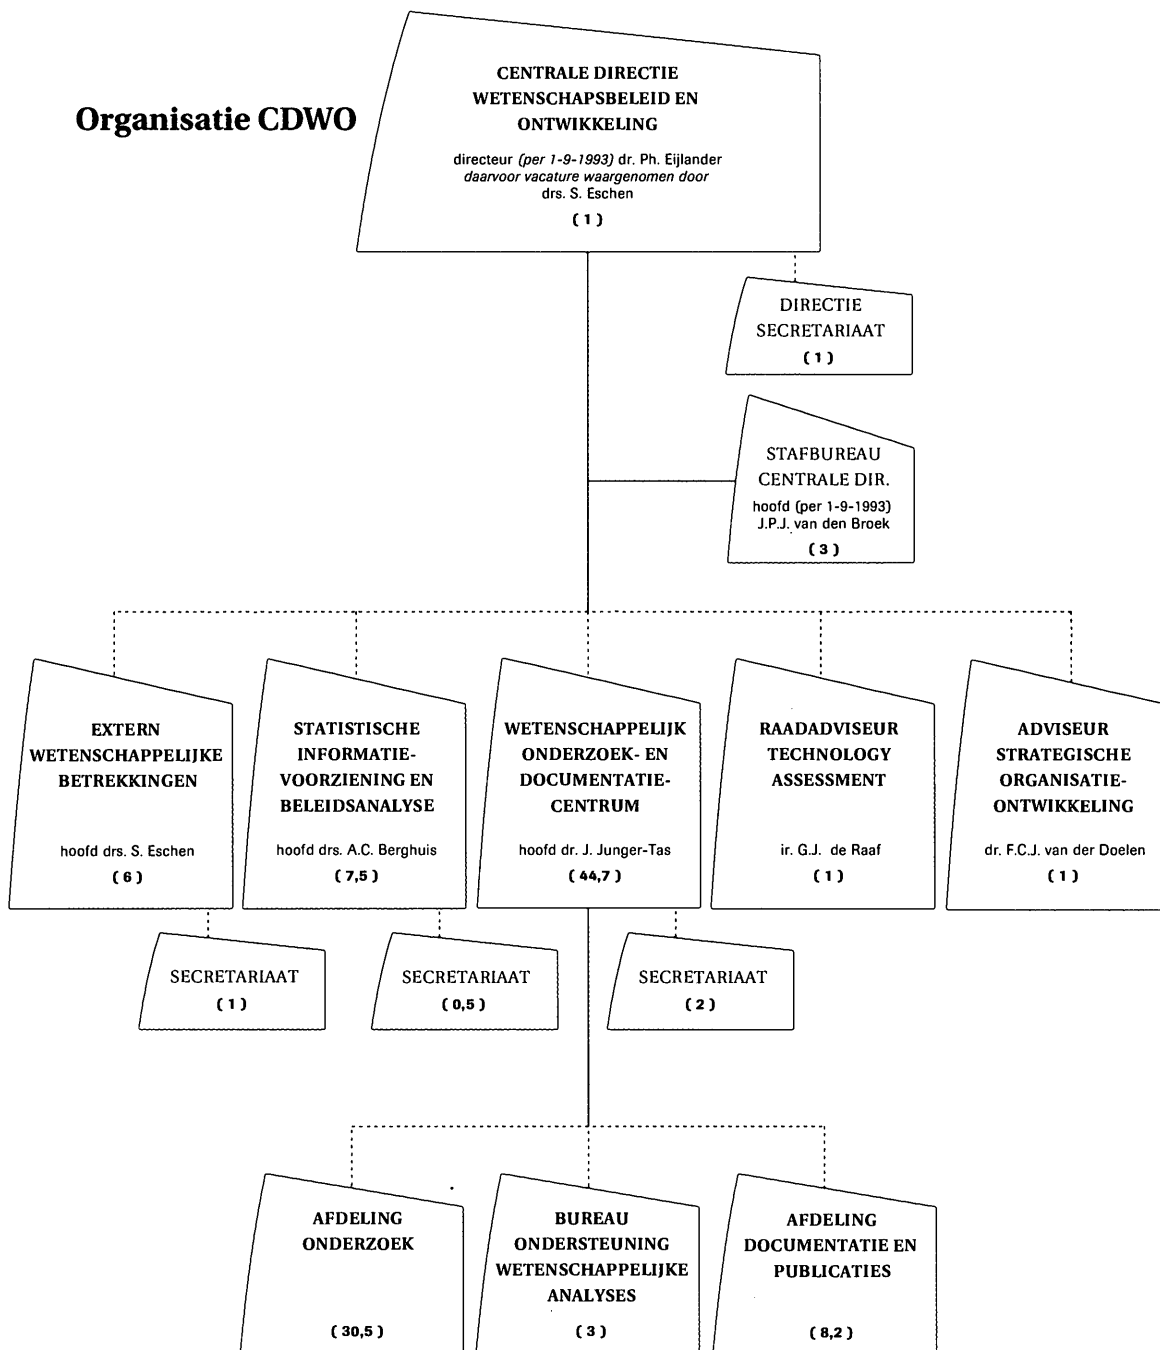 Organisatie CDWO
CENTRALE DIRECTIE
WETENSCHAPSBELEID EN
ONTWIKKELING
directeur (per 1-9-1993) dr. Ph. Eijlander
daarvoor vacature waargenomen door
drs. S. Eschen
( 1 )
DIRECTIE
SECRETARIAAT
( 1 )
STAFBUREAU
CENTRALE DIR.
hoofd (per 1-9-1993)
J.P.J. van den Broek
( 3 )
EXTERN
WETENSCHAPPELIJKE
BETREKKINGEN
hoofd drs. S. Eschen
( 6 )
STATISTISCHE
INFORMATIE-
VOORZIENING EN
BELEIDSANALYSE
hoofd drs. A.C. Berghuis
( 7,5 )
WETENSCHAPPELIJK
ONDERZOEK- EN
DOCUMENTATIE-
CENTRUM
hoofd dr. J. Junger-Tas
( 44,7 )
RAADADVISEUR
TECHNOLOGY
ASSESSMENT
ir. G.J. de Raaf
( 1 )
ADVISEUR
STRATEGISCHE
ORGANISATIE-
ONTWIKKELING
dr. F.C.J. van der Doelen
( 1 )
SECRETARIAAT
( 1 )
SECRETARIAAT
( 0,5 )
SECRETARIAAT
( 2 )
AFDELING
ONDERZOEK
( 30,5 )
BUREAU
ONDERSTEUNING
WETENSCHAPPELIJKE
ANALYSES
( 3 )
AFDELING
DOCUMENTATIE EN
PUBLICATIES
( 8,2 )